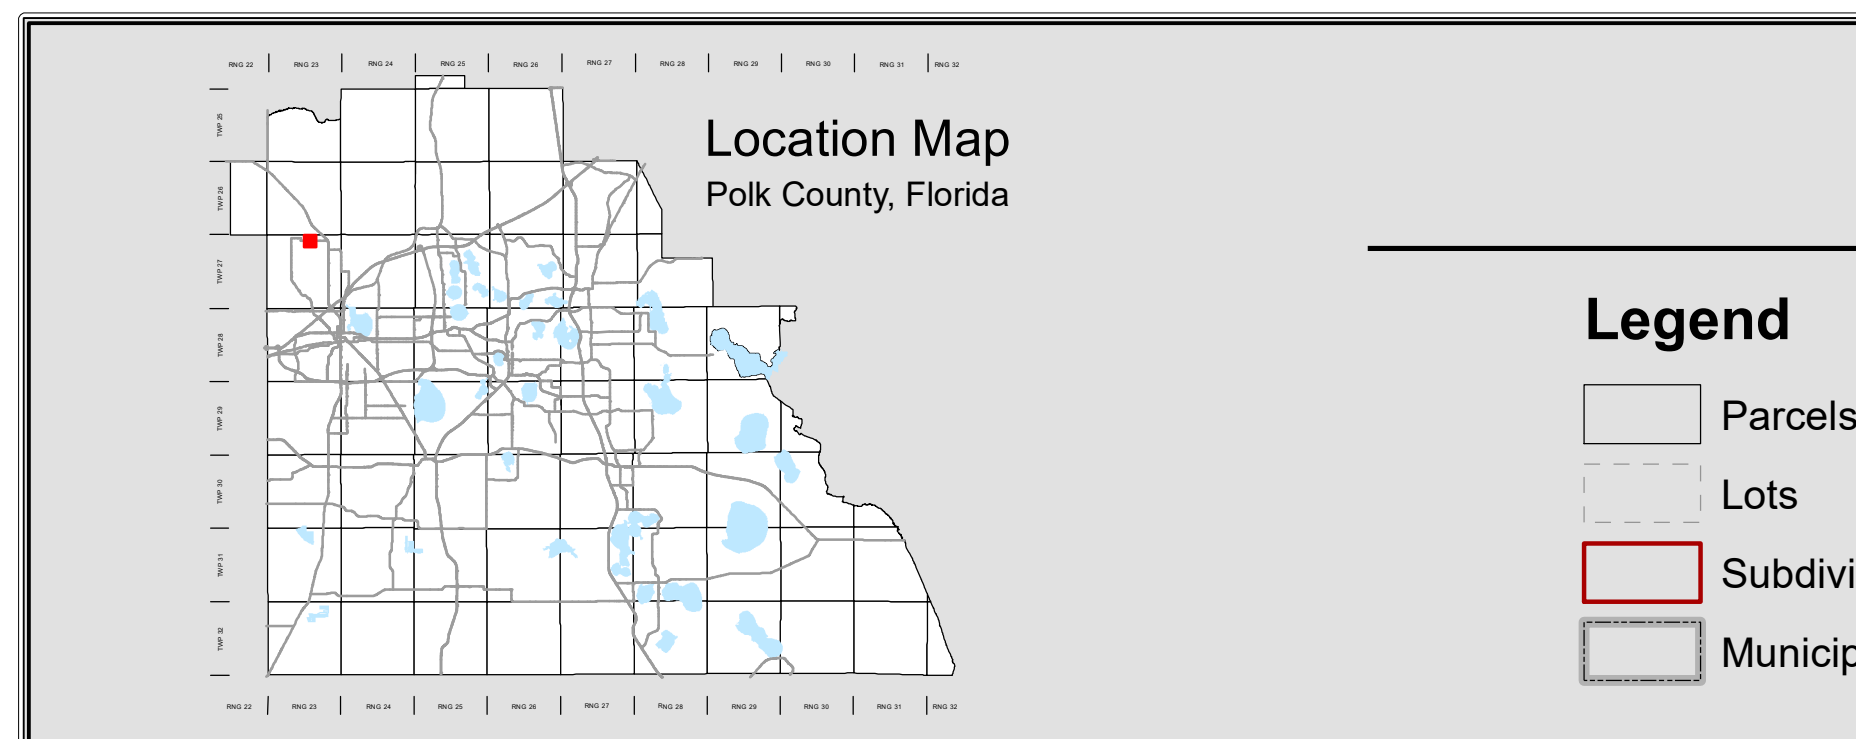 RNG 22 RNG 23 RNG 24 RNG 25 RNG 26 RNG 27 RNG 28 RNG 29 RNG 30 RNG 31 RNG 32
TWP 25
Location Map
Polk County, Florida
TWP 26
TWP 27
Legend
TWP 28
Parcels
TWP 29
TWP 30
Lots
TWP 31
Subdivi
TWP 32
Municip
RNG 22 RNG 23 RNG 24 RNG 25 RNG 26 RNG 27 RNG 28 RNG 29 RNG 30 RNG 31 RNG 32